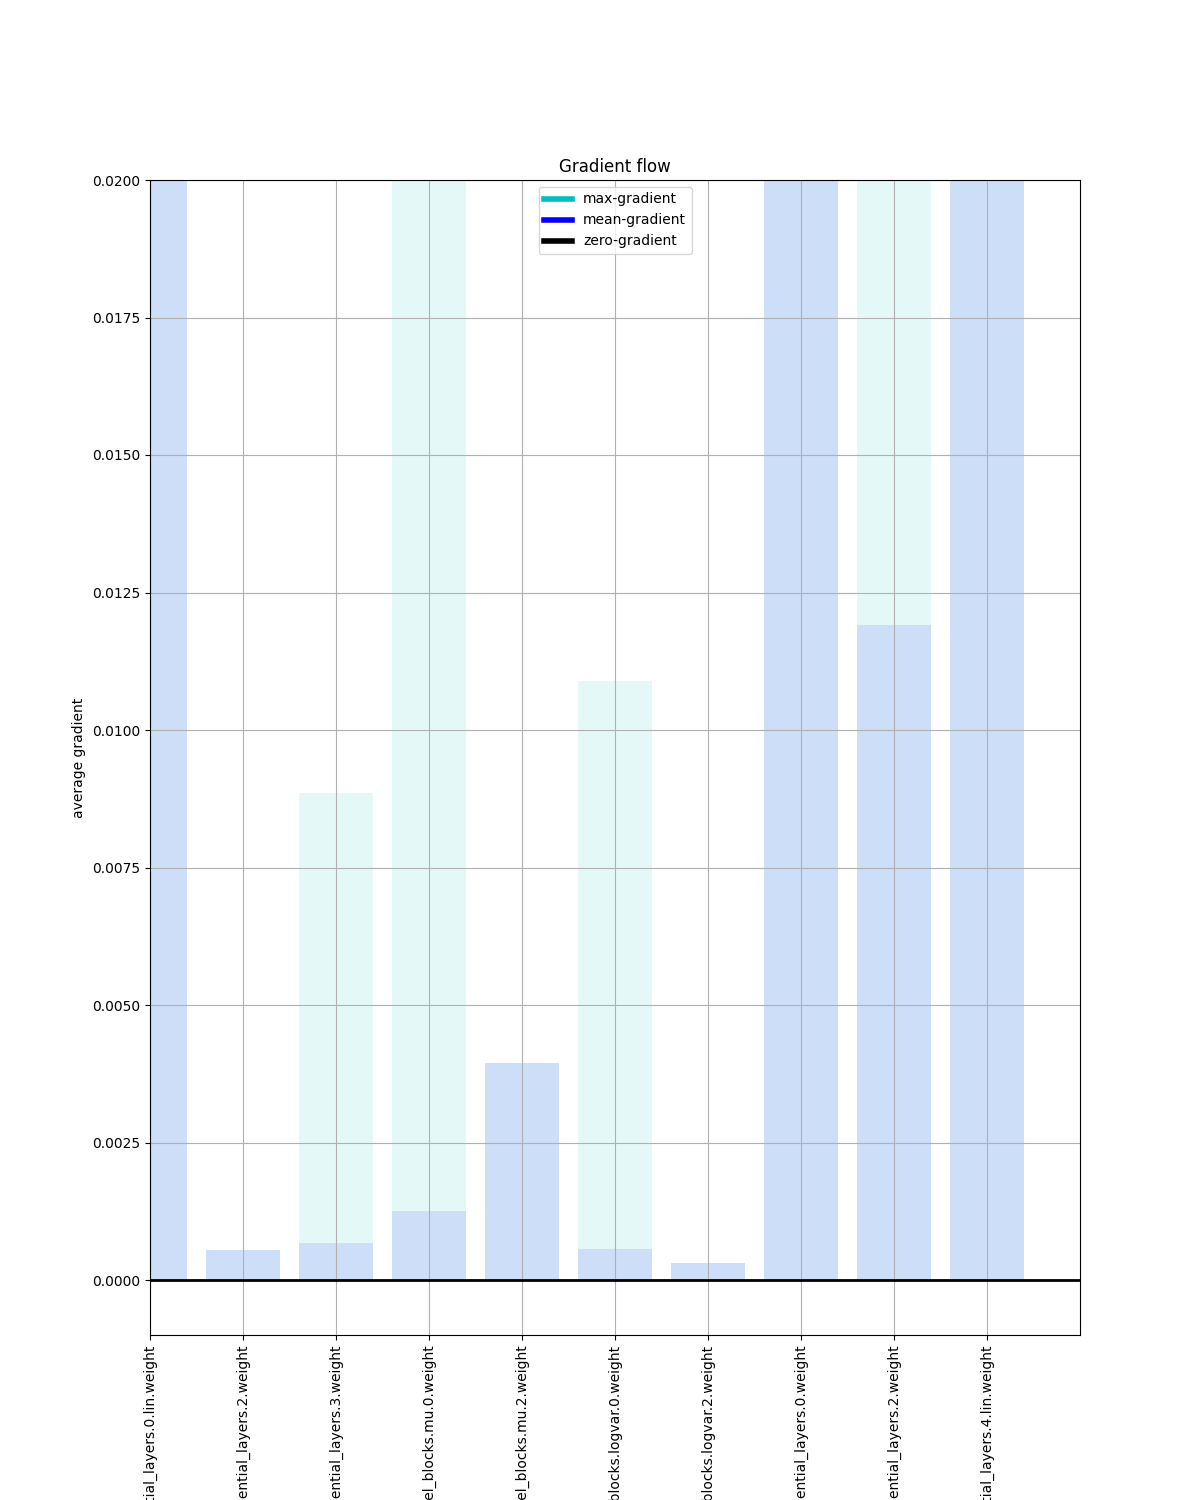 Gradient flow
max-gradient
mean-gradient
zero-gradient
0.0200
0.0175
0.0150
0.0125
0.0100
0.0075
0.0050
0.0025
0.0000
average gradient
tial_layers.0.lin.weight
ential_layers.2.weight
ential_layers.3.weight
el_blocks.mu.0.weight
el_blocks.mu.2.weight
blocks.logvar.0.weight
blocks.logvar.2.weight
ential_layers.0.weight
ential_layers.2.weight
tial_layers.4.lin.weight